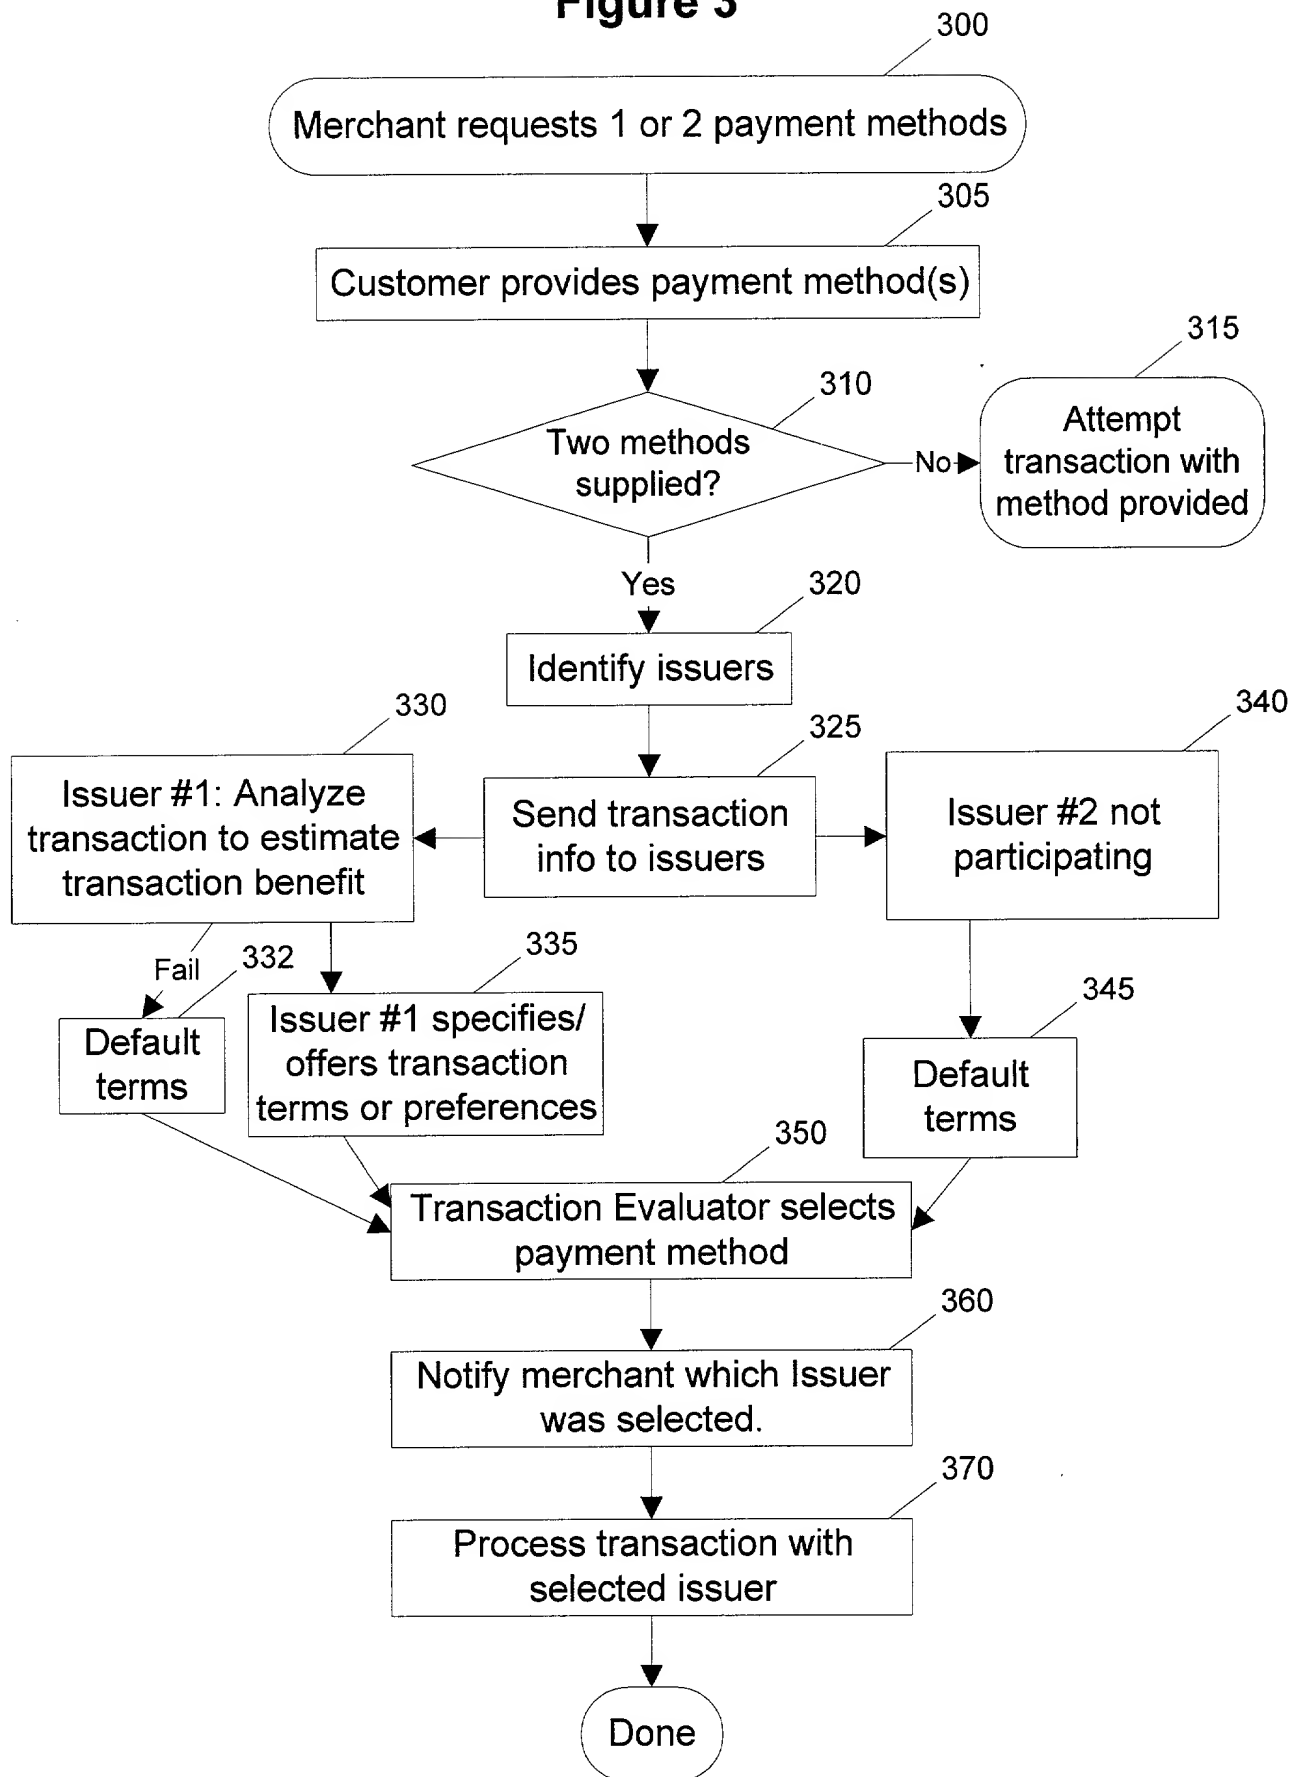 Figure 3
300
Merchant requests 1 or 2 payment methods
305
Customer provides payment method(s)
315
310
Two methods
supplied?
No
Attempt
transaction with
method provided
Yes
320
Identify issuers
330
325
340
Issuer #1: Analyze
transaction to estimate
transaction benefit
Send transaction
info to issuers
Issuer #2 not
participating
Fail
332
335
345
Default
terms
Issuer #1 specifies/
offers transaction
terms or preferences
Default
terms
350
Transaction Evaluator selects
payment method
360
Notify merchant which Issuer
was selected.
370
Process transaction with
selected issuer
Done